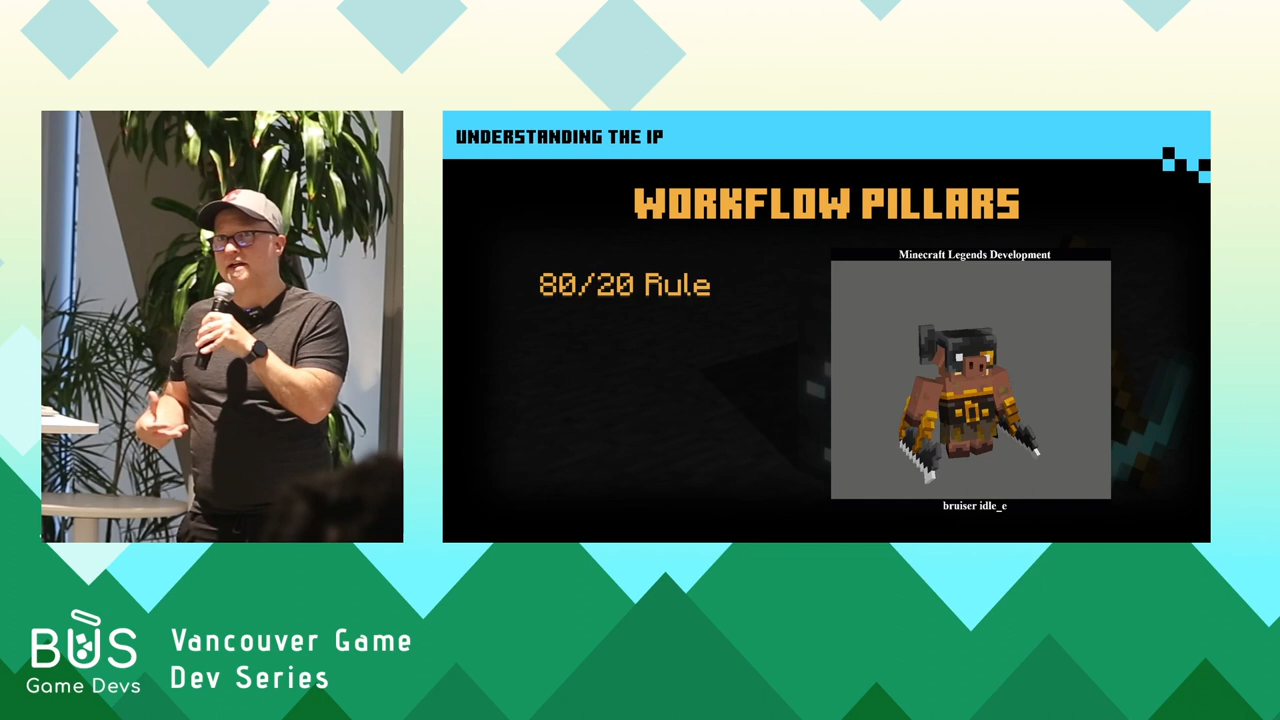 UNDERSTANDING THE IP
WORKFLOW PILLARS
80/20 Rule
Minecraft Legends Development
bruiser idle_e
BUS
Game Devs
Vancouver Game
Dev Series